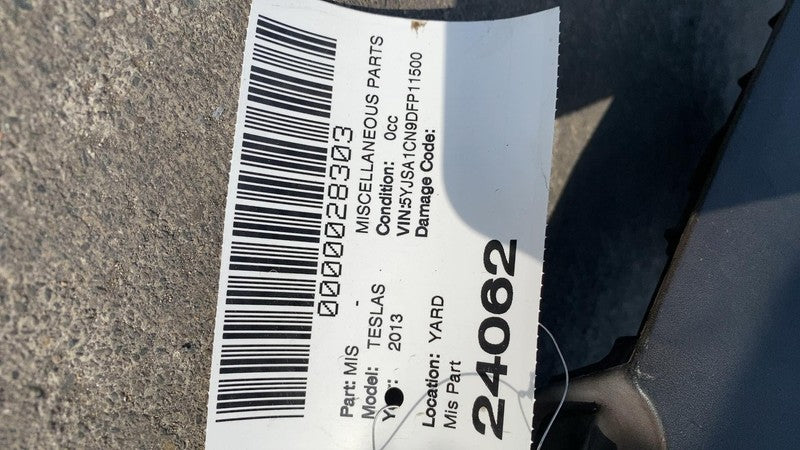 0000028303
Part: MIS - MISCELLANEOUS PARTS
Model: TESLAS Condition: 0cc
2013 VIN:5YJSA1CN9DFP11500
Damage Code:
Location: YARD
Mis Part
24062